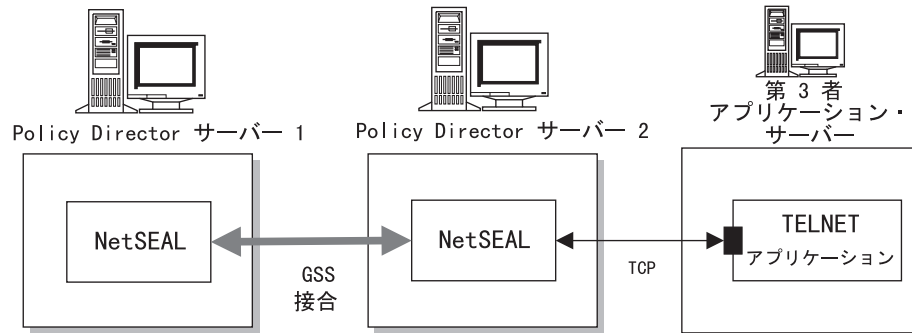 Policy Director サーバー 1
Policy Director サーバー 2
第 3 者
アプリケーション・
サーバー
NetSEAL
GSS
接合
NetSEAL
TCP
TELNET
アプリケーション